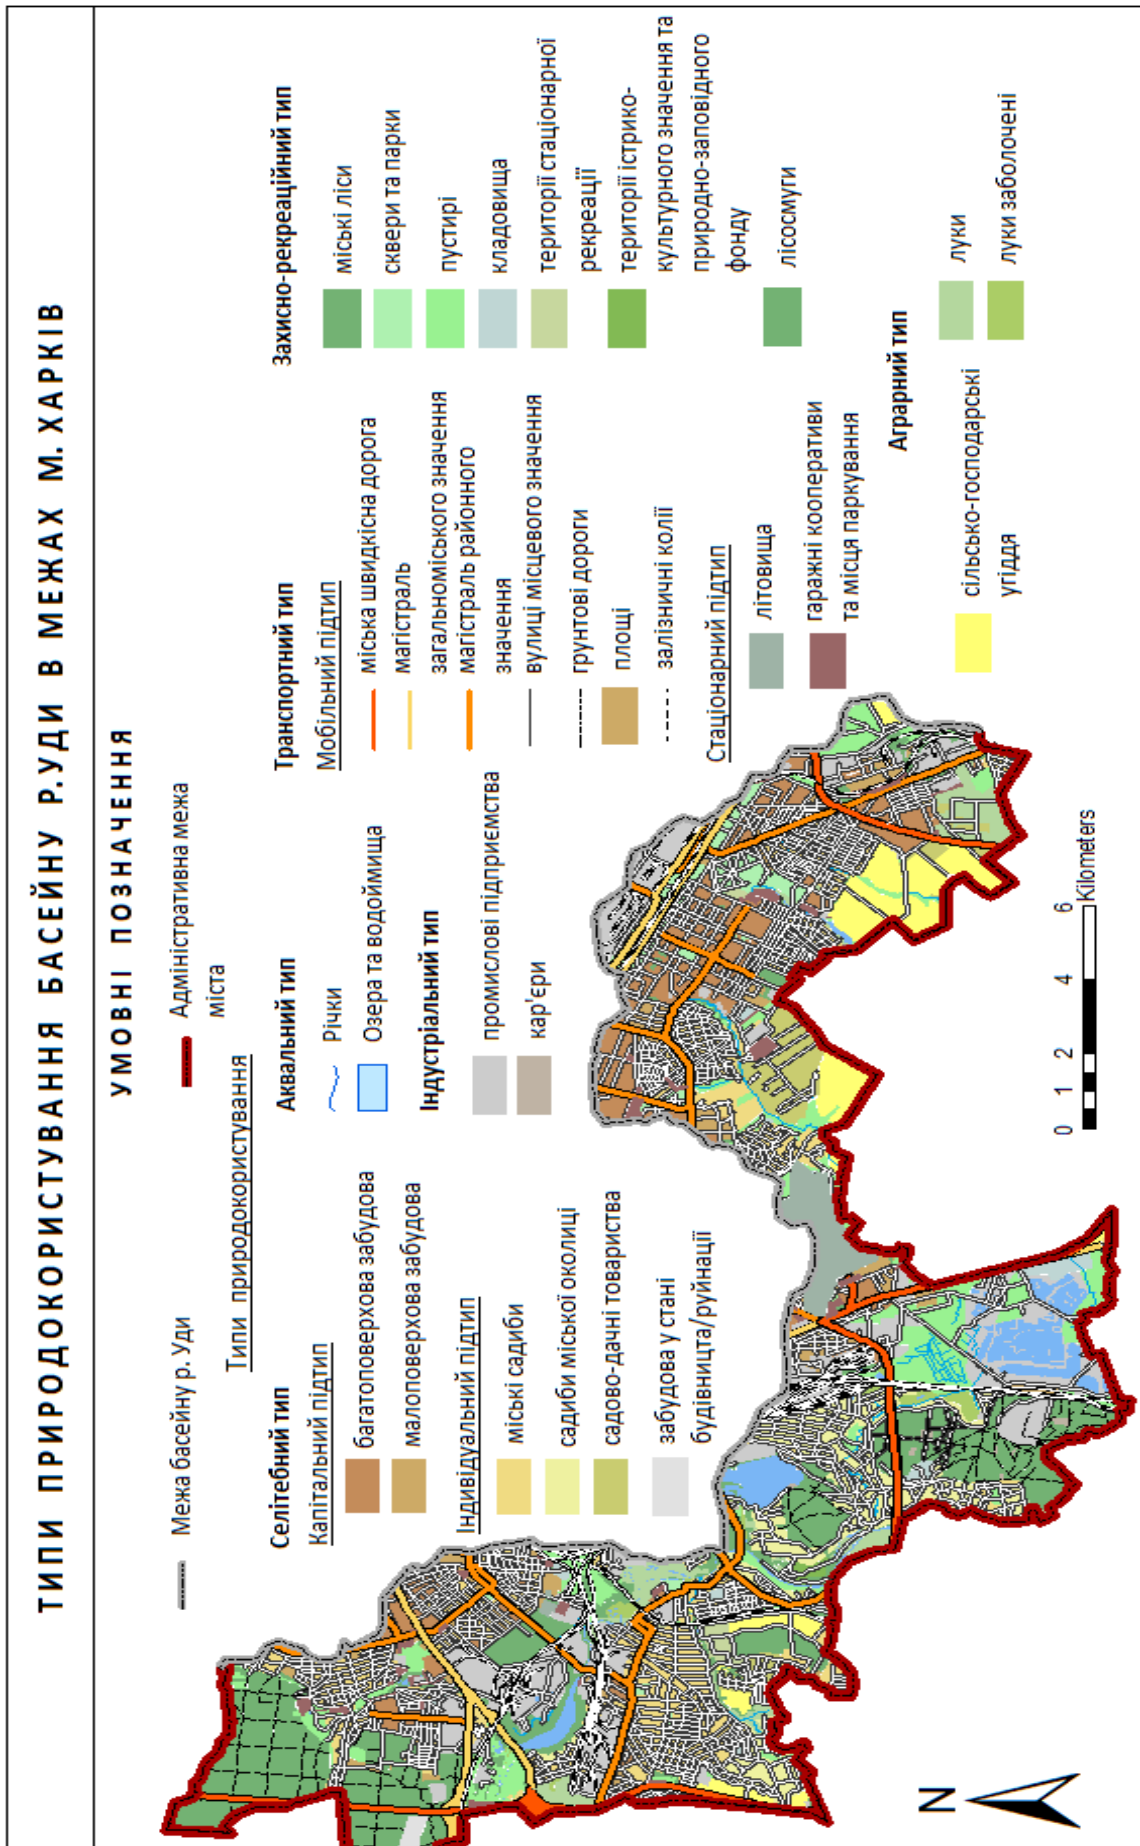 ТИПИ ПРИРОДОКОРИСТУВАННЯ БАСЕЙНУ Р.УДИ В МЕЖАХ М. ХАРКІВ
УМОВНІ ПОЗНАЧЕННЯ
Межа басейну р. Уди
Адміністративна межа
міста
Типи природокористування
Селітебний тип
Капітальний підтип
багатоповерхова забудова
малоповерхова забудова
Індивідуальний підтип
міські садиби
садиби міської околиці
садово-дачні товариства
забудова у стані
будівництва/руйнації
Аквальний тип
Річки
Озера та водоймища
Індустріальний тип
промислові підприємства
кар'єри
Транспортний тип
Мобільний підтип
міська швидкісна дорога
магістраль
загальноміського значення
магістраль районного
значення
вулиці місцевого значення
грунтові дороги
площі
залізничні колії
Стаціонарний підтип
літовища
гаражні кооперативи
та місця паркування
Захисно-рекреаційний тип
міські ліси
сквери та парки
пустирі
кладовища
території стаціонарної
рекреації
території істрико-
культурного значення та
природно-заповідного
фонду
лісосмуги
Аграрний тип
сільсько-господарські
угіддя
луки
луки заболочені
N
0 1 2 4 6
Kilometers